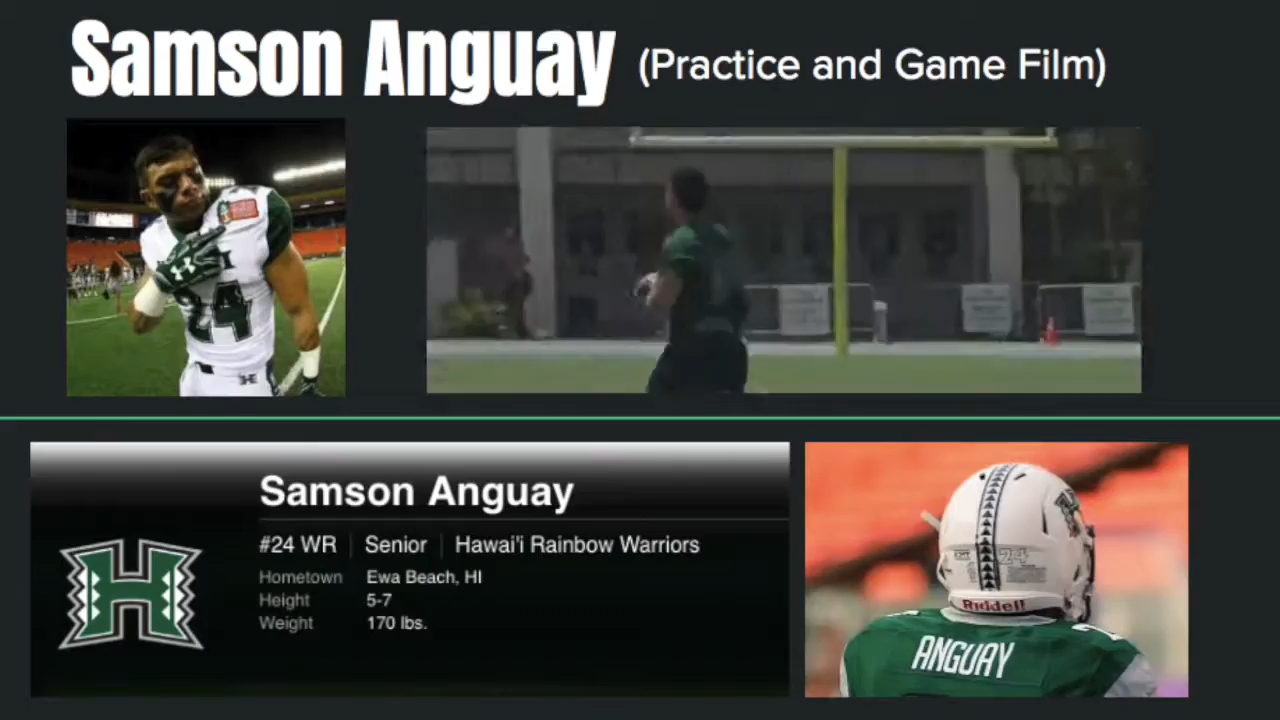 Samson Anguay (Practice and Game Film)
24
Samson Anguay
#24 WR | Senior | Hawai'i Rainbow Warriors
Hometown Ewa Beach, HI
Height 5-7
Weight 170 lbs.
H
24
Riddell
ANGUAY